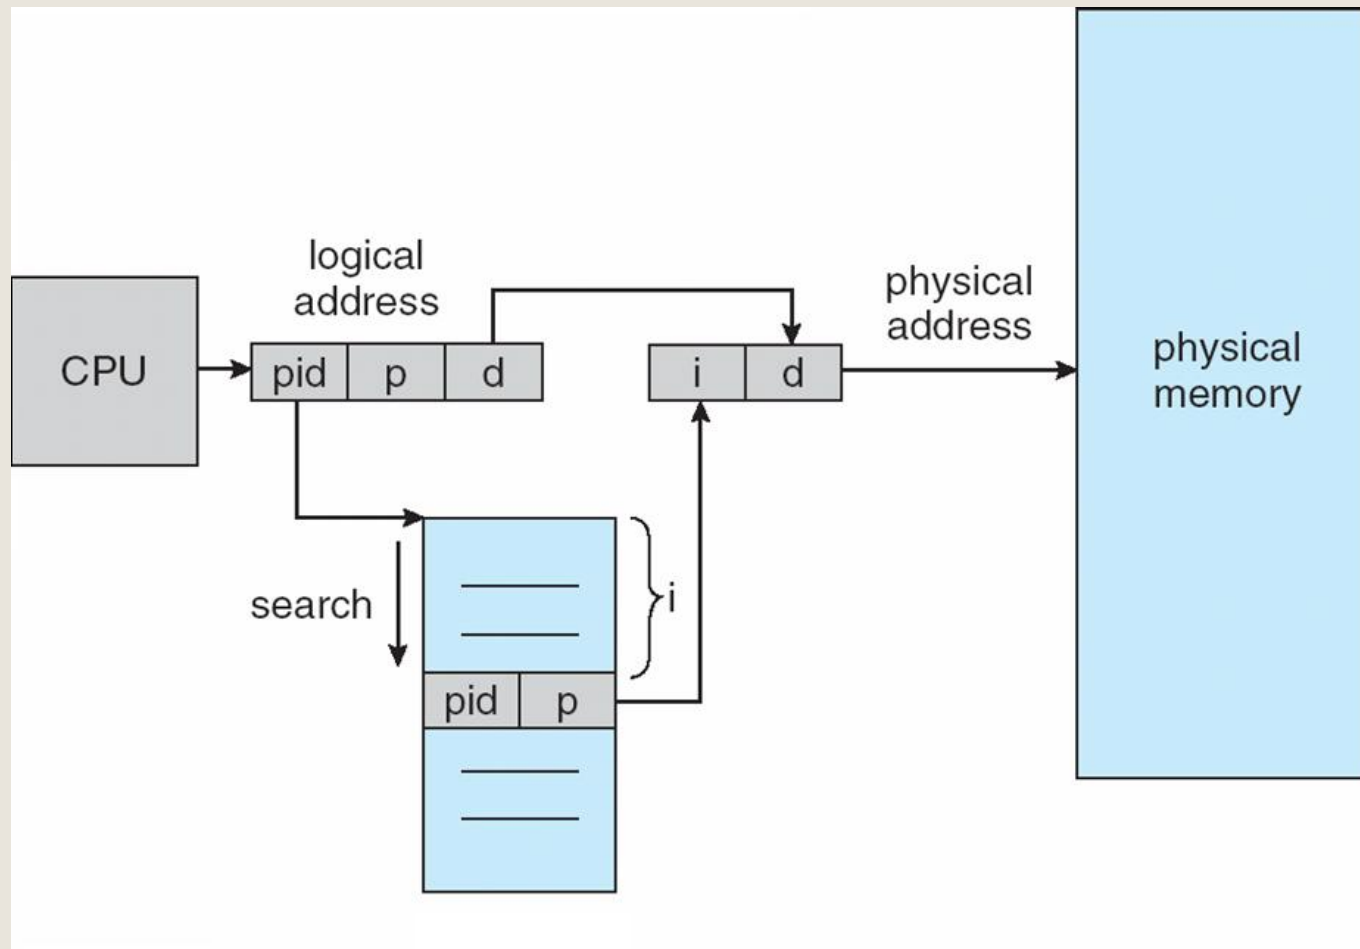 logical
address
CPU
pid
p
d
i
d
physical
address
physical
memory
search
i
pid
p